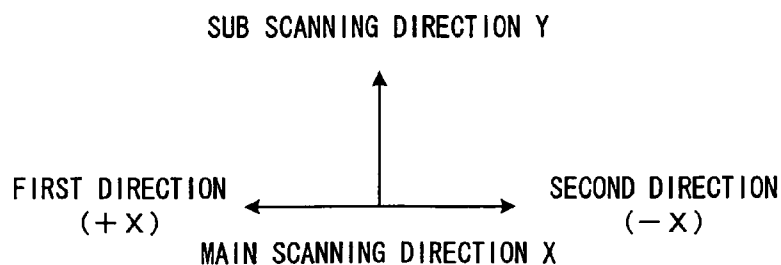 SUB SCANNING DIRECTION Y
FIRST DIRECTION
(+X)
SECOND DIRECTION
(-X)
MAIN SCANNING DIRECTION X